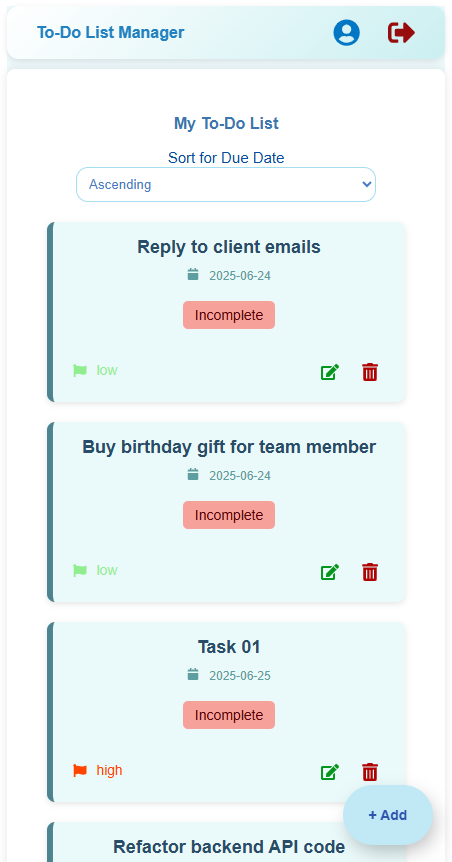 To-Do List Manager
My To-Do List
Sort for Due Date
Ascending
Reply to client emails
2025-06-24
Incomplete
low
Buy birthday gift for team member
2025-06-24
Incomplete
low
Task 01
2025-06-25
Incomplete
high
+ Add
Refactor backend API code